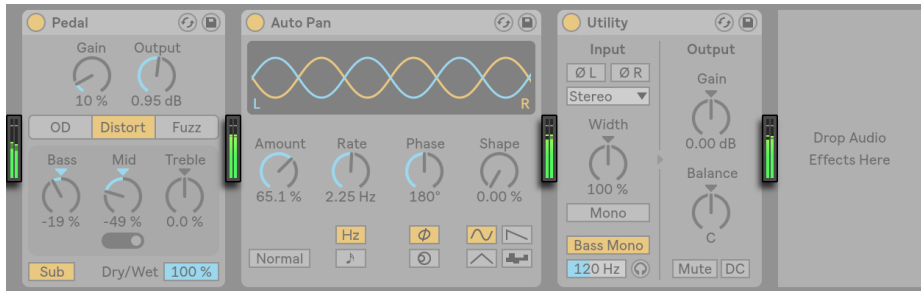 Pedal
Gain Output
10 % 0.95 dB
OD Distort Fuzz
Bass Mid Treble
-19 % -49 % 0.0 %
Sub Dry/Wet 100 %
Auto Pan
L R
Amount Rate Phase Shape
65.1 % 2.25 Hz 180° 0.00 %
Hz
Normal
Utility
Input
Ø L Ø R
Stereo
Width
100 %
Mono
Bass Mono
120 Hz
Output
Gain
0.00 dB
Balance
C
Mute DC
Drop Audio
Effects Here